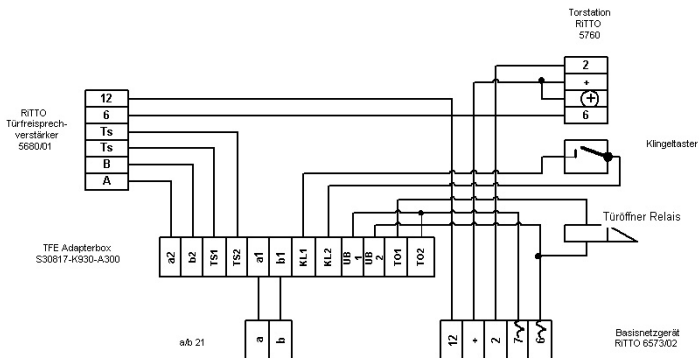 Torstation
RiTTO
5760
2
+
+
6
RiTTO
Türfreisprech-
verstärker
5680/01
12
6
Ts
Ts
B
A
Klingeltaster
Türöffner Relais
TFE Adapterbox
S30817-K930-A300
a2
b2
TS1
TS2
a1
b1
KL1
KL2
UB
1
UB
2
TO1
TO2
a/b 21
a
b
12
+
2
7~
6~
Basisnetzgerät
RiTTO 6573/02